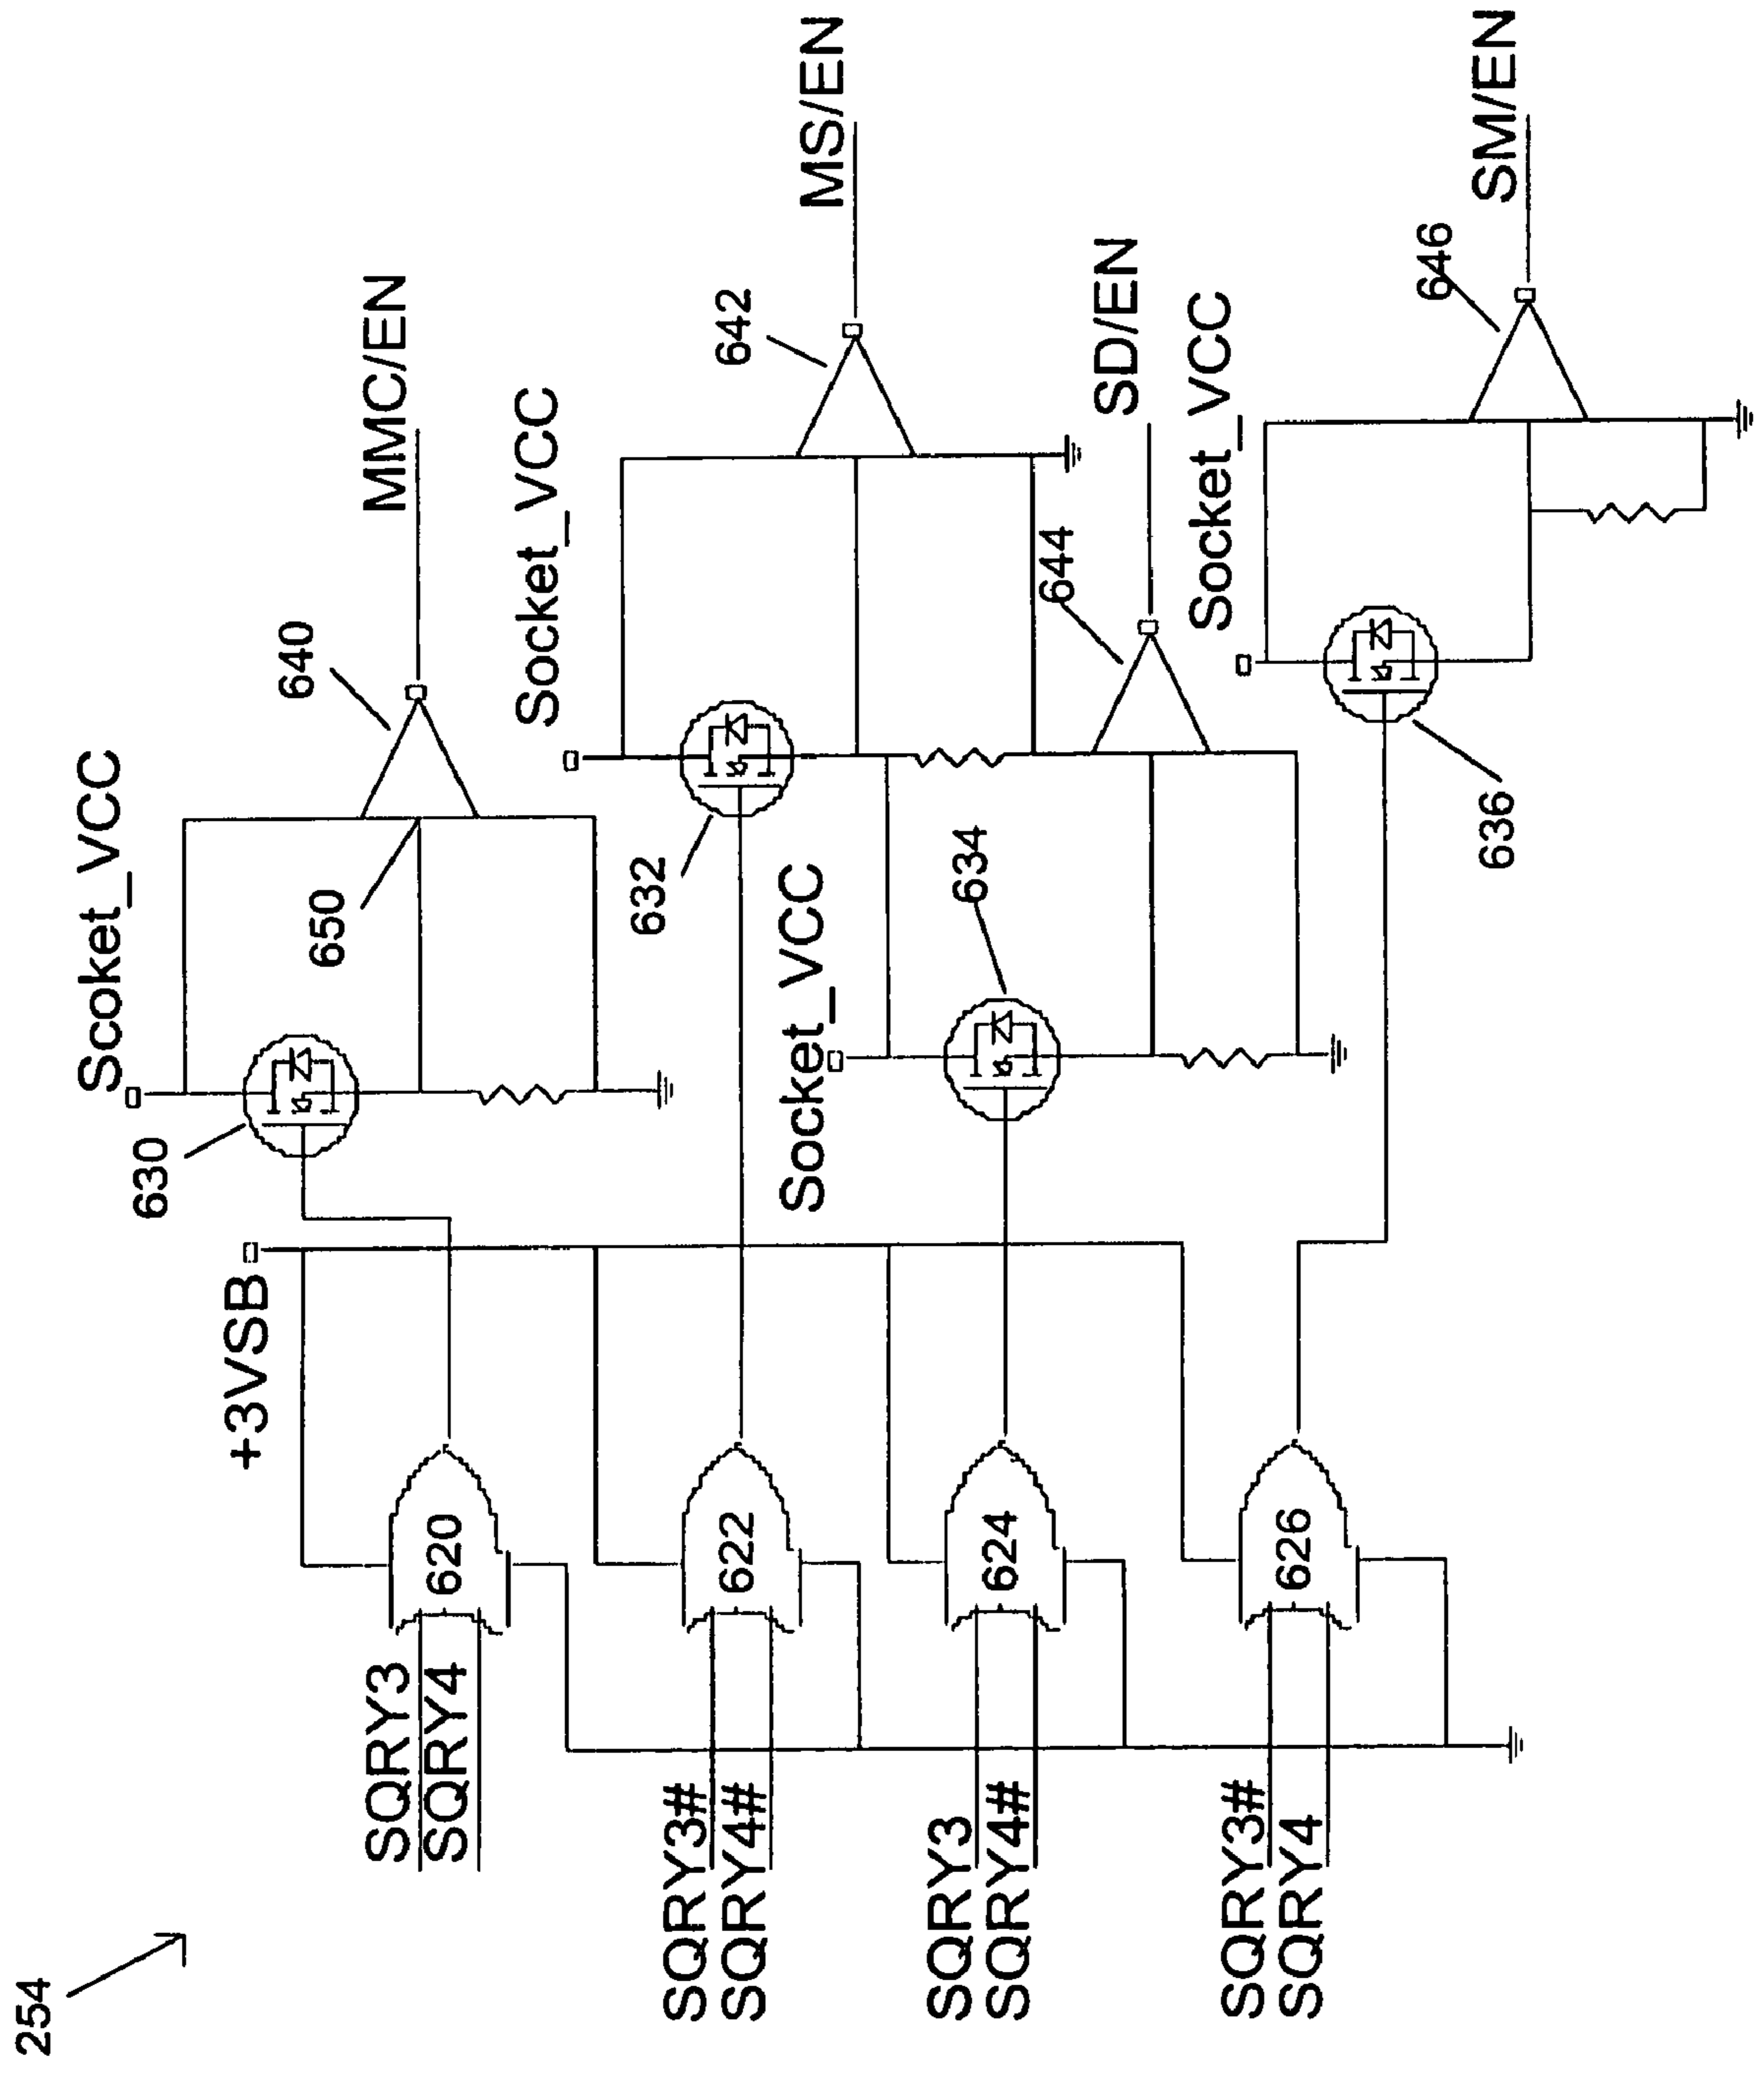 254
SQRY3
SQRY4
620
+3VSB
630
Scoket_VCC
650
640
MMC/EN
SQRY3#
SQRY4#
622
632
Socket_VCC
642
MS/EN
SQRY3
SQRY4#
624
Socket_VCC
634
644
SD/EN
SQRY3#
SQRY4
626
636
Socket_VCC
646
SM/EN